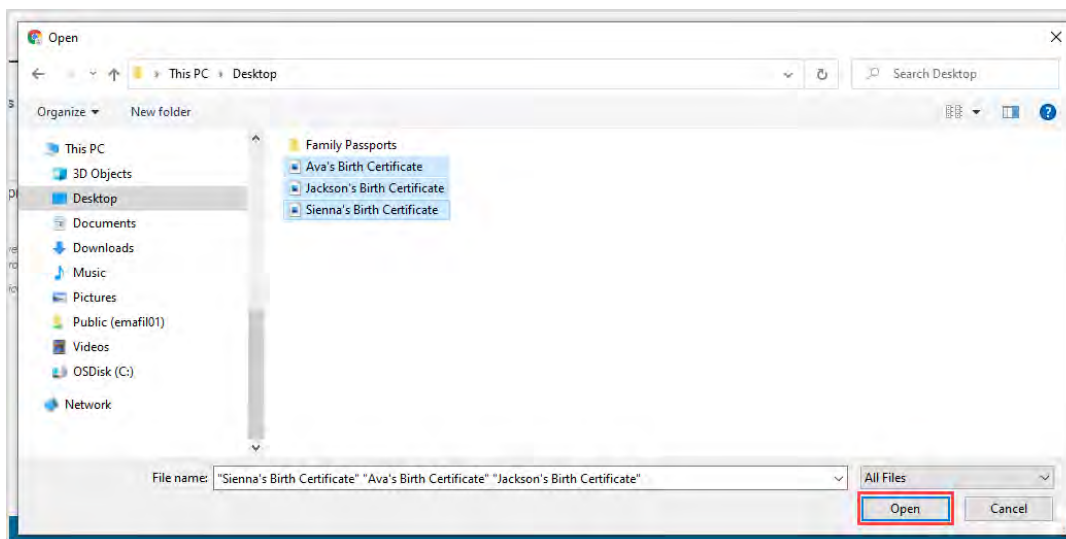 Open
This PC Desktop
Search Desktop
Organize
New folder
This PC
3D Objects
Desktop
Documents
Downloads
Music
Pictures
Public (emafil01)
Videos
OSDisk (C:)
Network
Family Passports
Ava's Birth Certificate
Jackson's Birth Certificate
Sienna's Birth Certificate
File name: "Sienna's Birth Certificate" "Ava's Birth Certificate" "Jackson's Birth Certificate"
All Files
Open
Cancel